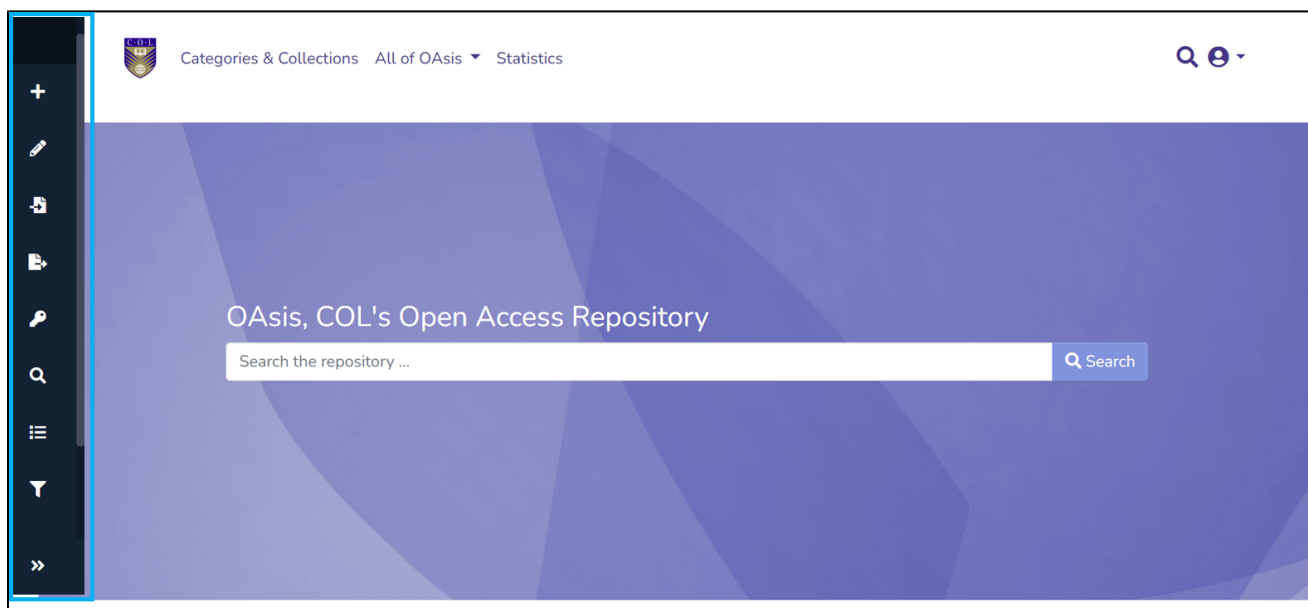 C·O·L
Categories & Collections All of OAsis Statistics
OAsis, COL's Open Access Repository
Search the repository ...
Search